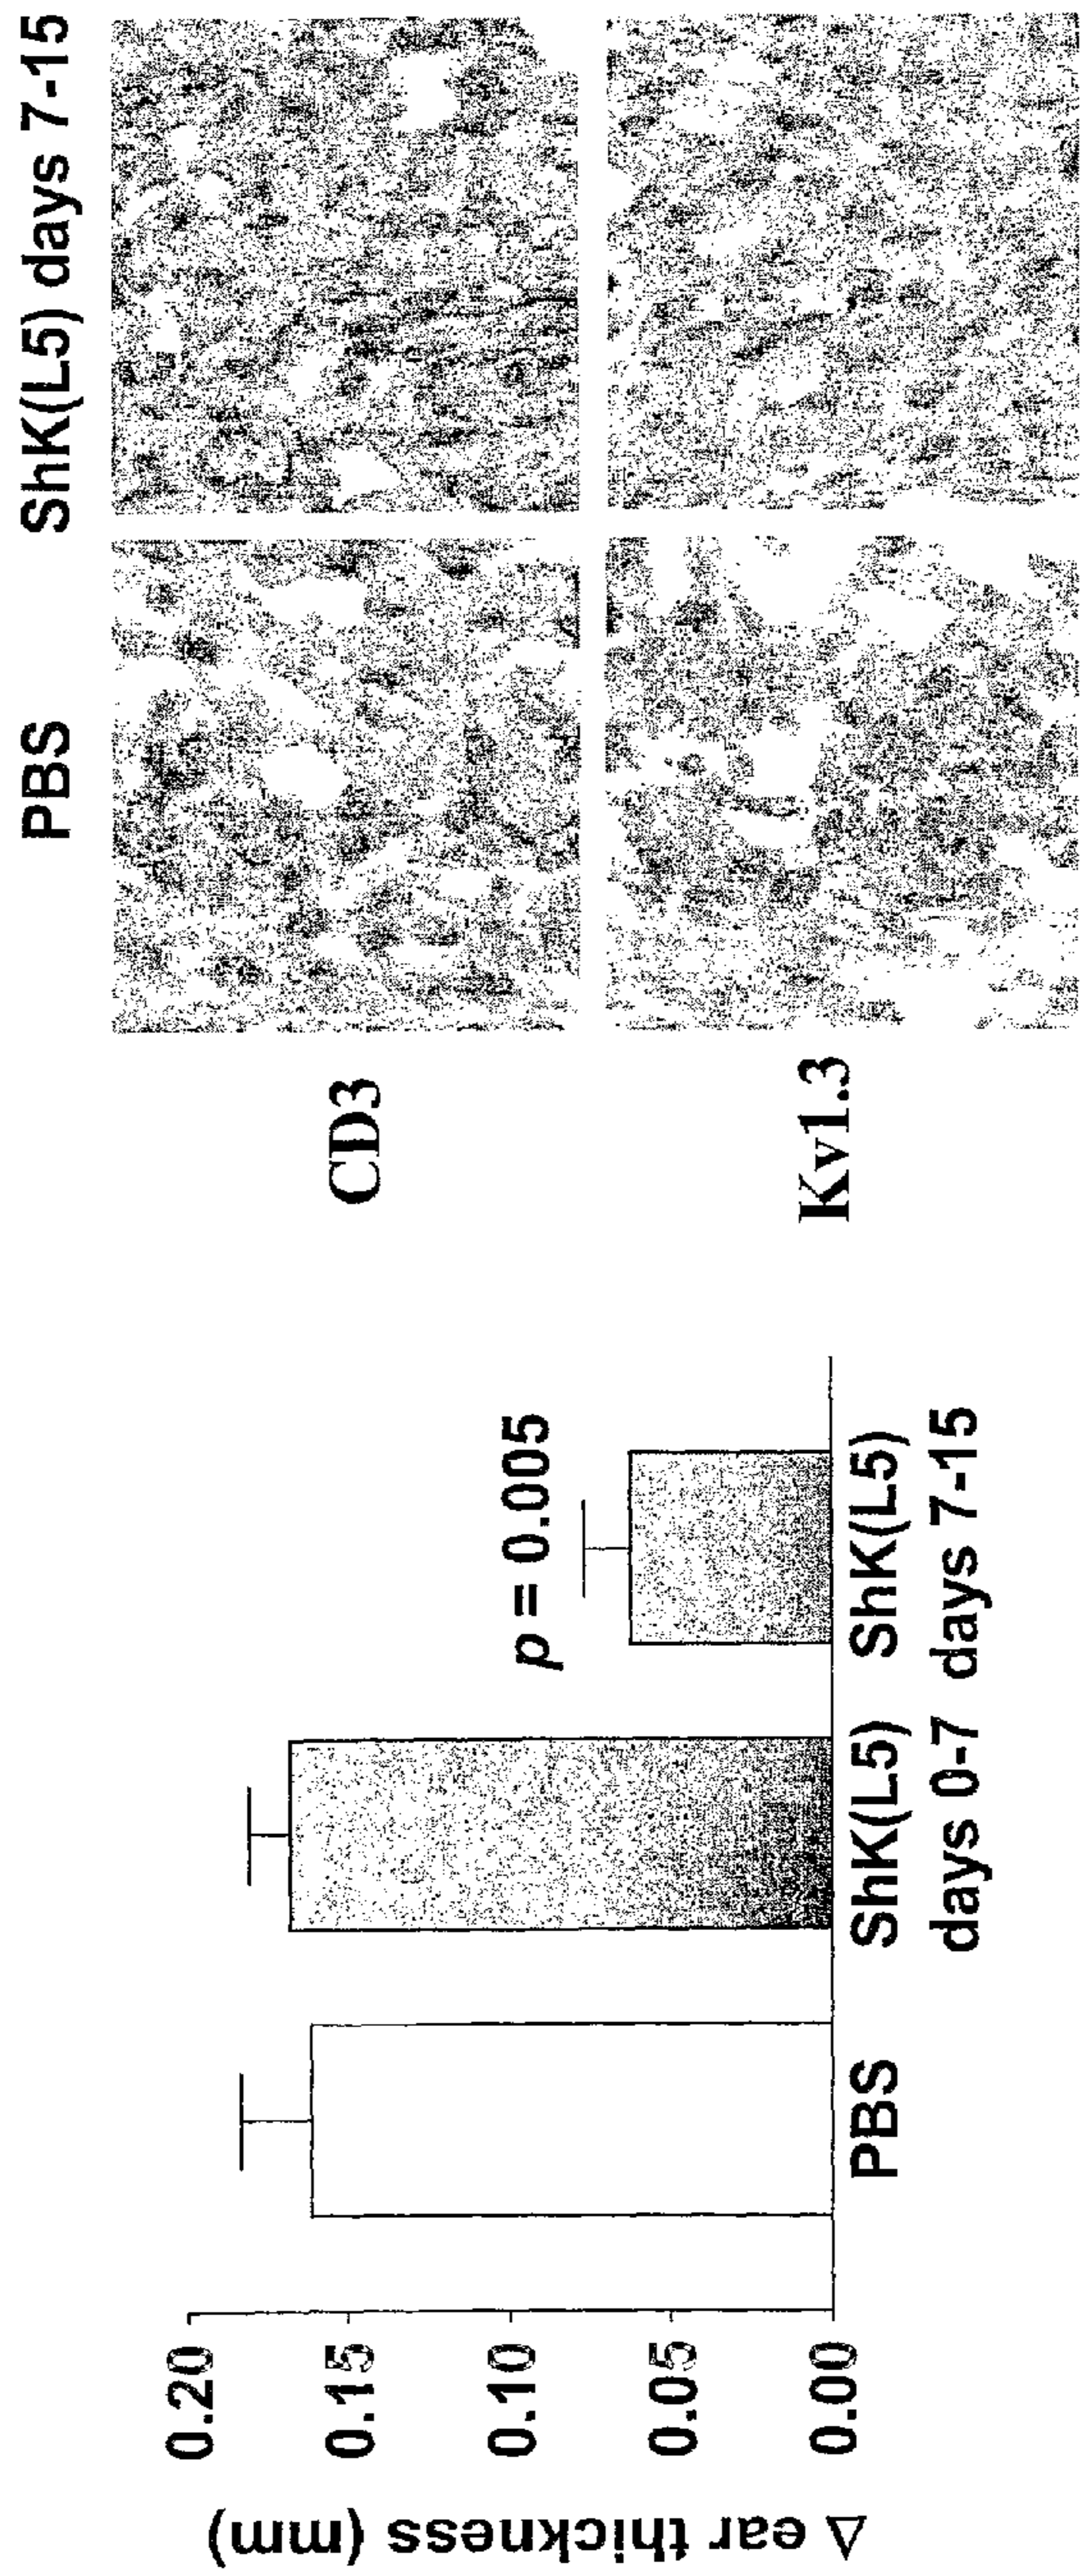 Δ ear thickness (mm)
0.20
0.15
0.10
0.05
0.00
p = 0.005
PBS
ShK(L5)
days 0-7
ShK(L5)
days 7-15
PBS
ShK(L5) days 7-15
CD3
Kv1.3